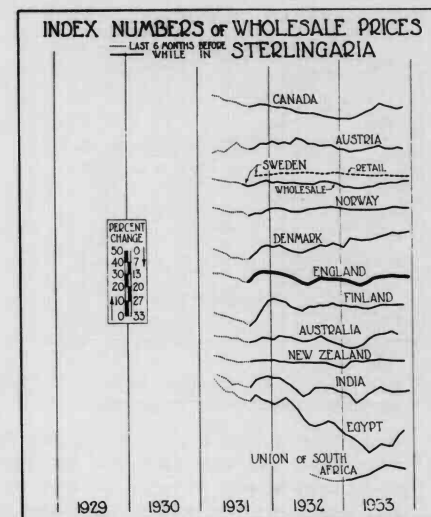 INDEX NUMBERS OF WHOLESALE PRICES
LAST 6 MONTHS BEFORE
WHILE IN
STERLINGARIA
CANADA
AUSTRIA
SWEDEN
RETAIL
WHOLESALE
NORWAY
PERCENT
CHANGE
50 0
40 7
30 13
20 20
10 27
0 33
DENMARK
ENGLAND
FINLAND
AUSTRALIA
NEW ZEALAND
INDIA
EGYPT
UNION OF SOUTH
AFRICA
1929 1930 1931 1932 1933